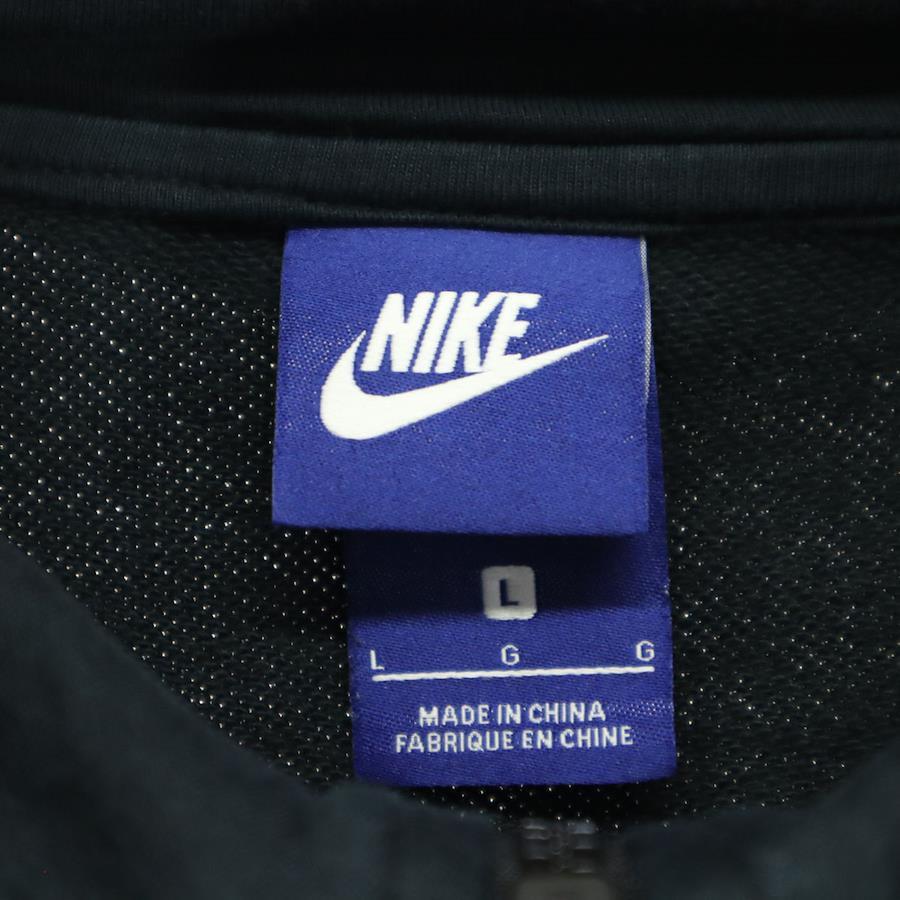 NIKE
L
L G G
MADE IN CHINA
FABRIQUE EN CHINE